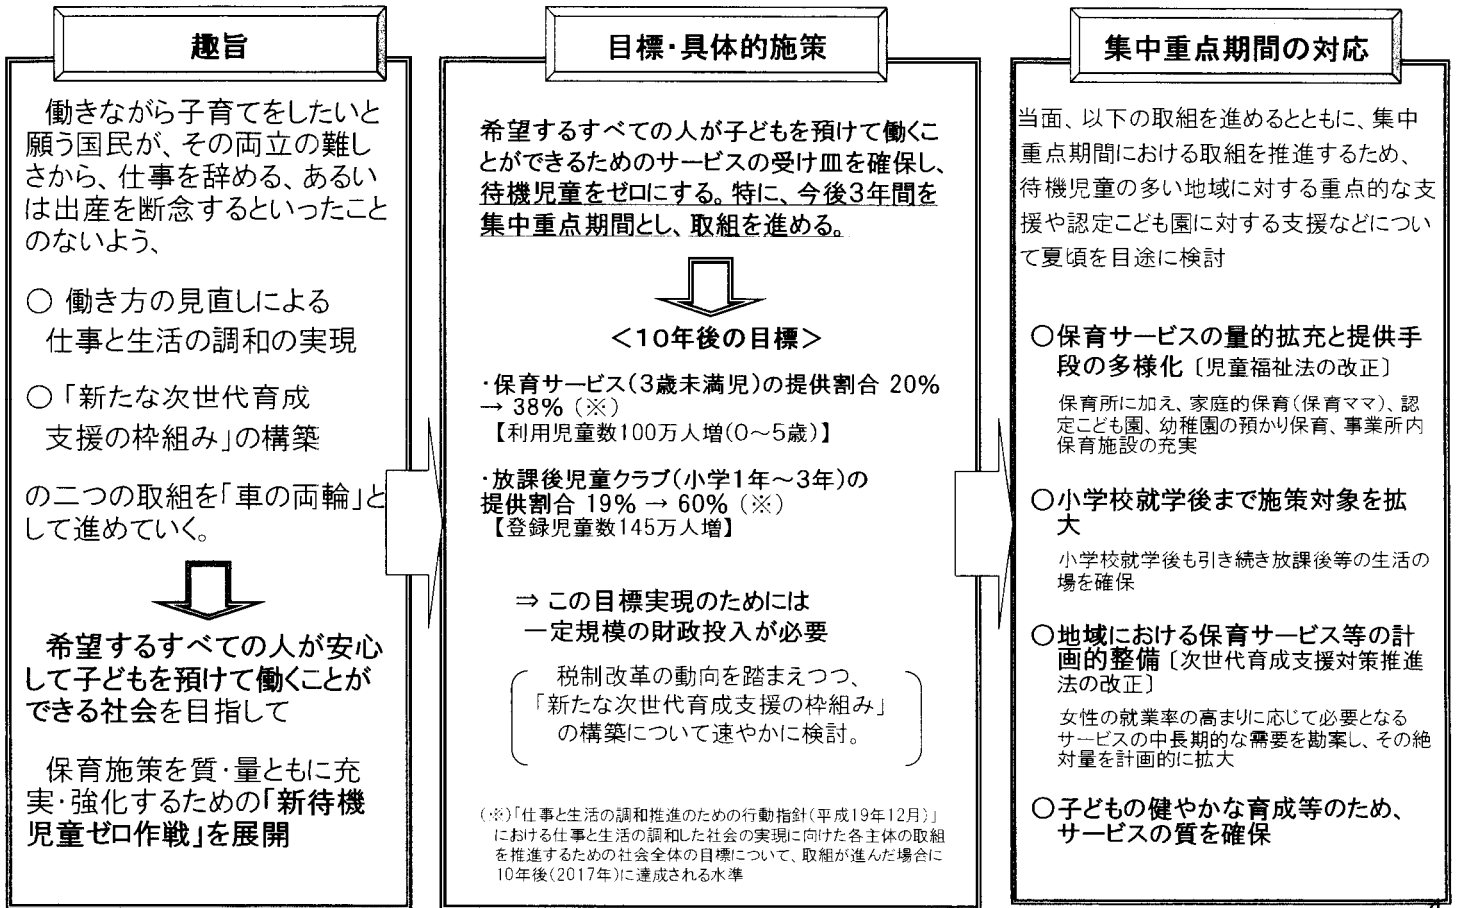 趣旨
働きながら子育てをしたいと
願う国民が、その両立の難し
さから、仕事を辞める、あるい
は出産を断念するといったこと
のないよう、
○ 働き方の見直しによる
仕事と生活の調和の実現
○「新たな次世代育成
支援の枠組み」の構築
の二つの取組を「車の両輪」と
して進めていく。
希望するすべての人が安心
して子どもを預けて働くことが
できる社会を目指して
保育施策を質・量ともに充
実・強化するための「新待機
児童ゼロ作戦」を展開
目標・具体的施策
希望するすべての人が子どもを預けて働くこ
とができるためのサービスの受け皿を確保し、
待機児童をゼロにする。特に、今後3年間を
集中重点期間とし、取組を進める。
＜10年後の目標＞
・保育サービス(3歳未満児)の提供割合 20%
→ 38% (※)
【利用児童数100万人増(0～5歳)】
・放課後児童クラブ(小学1年～3年)の
提供割合 19% → 60% (※)
【登録児童数145万人増】
⇒ この目標実現のためには
一定規模の財政投入が必要
税制改革の動向を踏まえつつ、
「新たな次世代育成支援の枠組み」
の構築について速やかに検討。
(※)「仕事と生活の調和推進のための行動指針(平成19年12月)」
における仕事と生活の調和した社会の実現に向けた各主体の取組
を推進するための社会全体の目標について、取組が進んだ場合に
10年後(2017年)に達成される水準
集中重点期間の対応
当面、以下の取組を進めるとともに、集中
重点期間における取組を推進するため、
待機児童の多い地域に対する重点的な支
援や認定こども園に対する支援などについ
て夏頃を目途に検討
○保育サービスの量的拡充と提供手
段の多様化〔児童福祉法の改正〕
保育所に加え、家庭的保育(保育ママ)、認
定こども園、幼稚園の預かり保育、事業所内
保育施設の充実
○小学校就学後まで施策対象を拡
大
小学校就学後も引き続き放課後等の生活の
場を確保
○地域における保育サービス等の計
画的整備〔次世代育成支援対策推進
法の改正〕
女性の就業率の高まりに応じて必要となる
サービスの中長期的な需要を勘案し、その絶
対量を計画的に拡大
○子どもの健やかな育成等のため、
サービスの質を確保